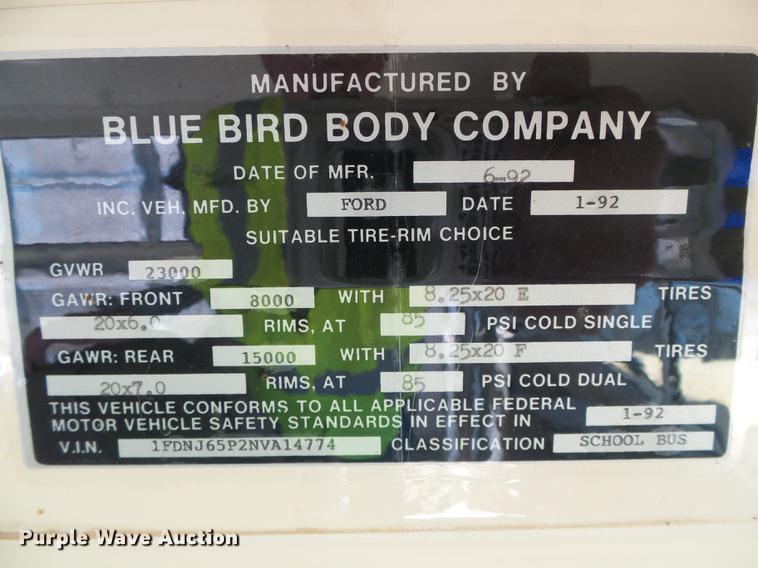 MANUFACTURED BY
BLUE BIRD BODY COMPANY
DATE OF MFR. 6-92
INC. VEH. MFD. BY FORD DATE 1-92
SUITABLE TIRE-RIM CHOICE
GVWR 23000
GAWR: FRONT 8000 WITH 8.25x20 E TIRES
20x6.0 RIMS, AT 85 PSI COLD SINGLE
GAWR: REAR 15000 WITH 8.25x20 F TIRES
20x7.0 RIMS, AT 85 PSI COLD DUAL
THIS VEHICLE CONFORMS TO ALL APPLICABLE FEDERAL
MOTOR VEHICLE SAFETY STANDARDS IN EFFECT IN 1-92
V.I.N. 1FDNJ65P2NVA14774 CLASSIFICATION SCHOOL BUS
Purple Wave Auction